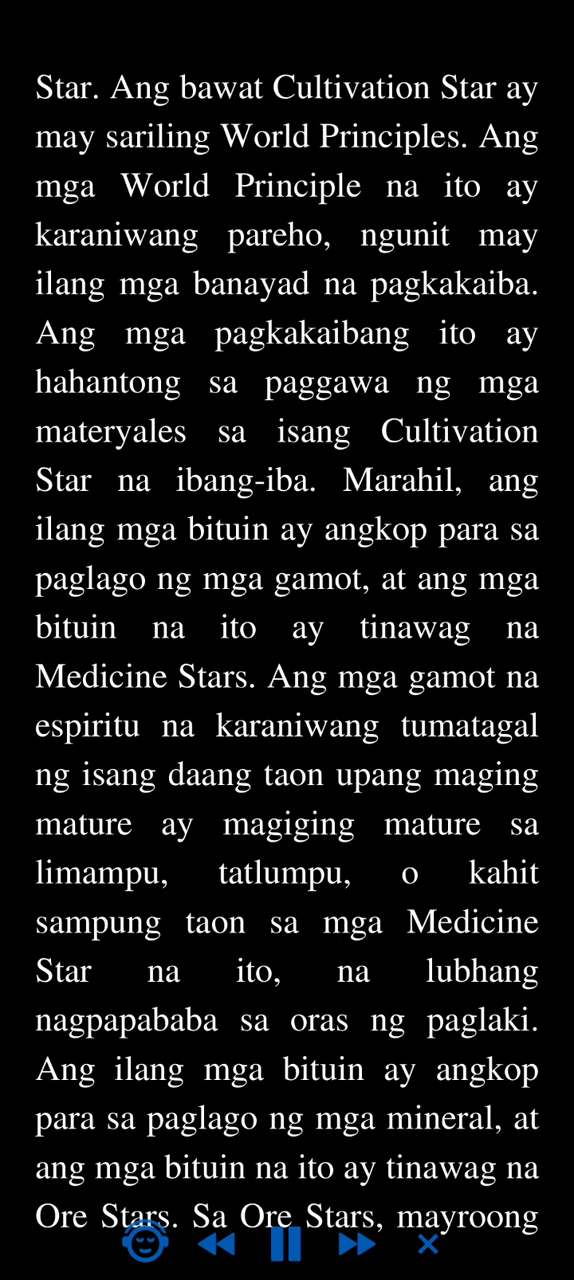 Star. Ang bawat Cultivation Star ay
may sariling World Principles. Ang
mga World Principle na ito ay
karaniwang pareho, ngunit may
ilang mga banayad na pagkakaiba.
Ang mga pagkakaibang ito ay
hahantong sa paggawa ng mga
materyales sa isang Cultivation
Star na ibang-iba. Marahil, ang
ilang mga bituin ay angkop para sa
paglago ng mga gamot, at ang mga
bituin na ito ay tinawag na
Medicine Stars. Ang mga gamot na
espiritu na karaniwang tumatagal
ng isang daang taon upang maging
mature ay magiging mature sa
limampu, tatlumpu, o kahit
sampung taon sa mga Medicine
Star na ito, na lubhang
nagpapababa sa oras ng paglaki.
Ang ilang mga bituin ay angkop
para sa paglago ng mga mineral, at
ang mga bituin na ito ay tinawag na
Ore Stars. Sa Ore Stars, mayroong